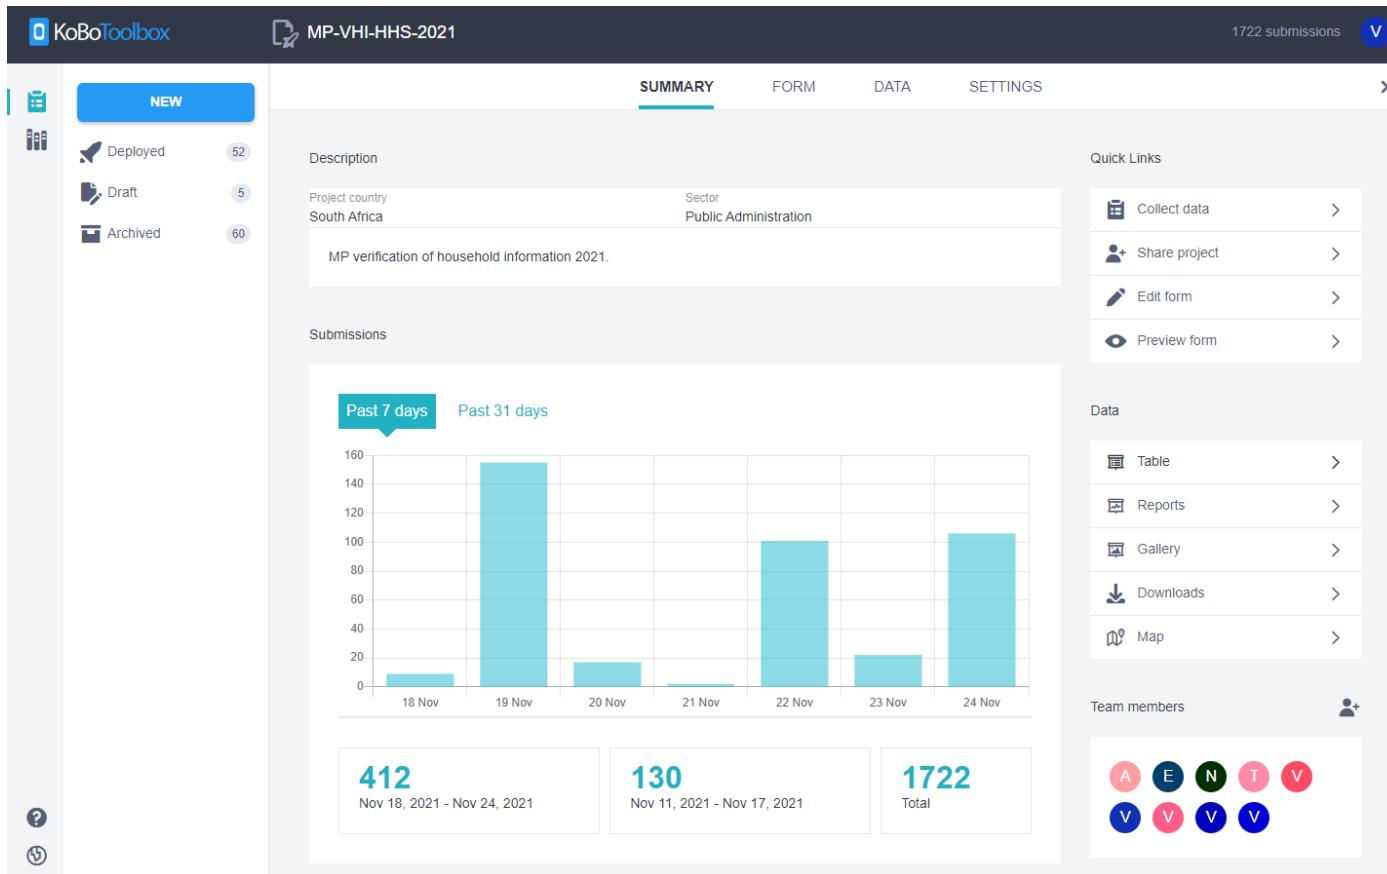 KoBoToolbox
MP-VHI-HHS-2021
1722 submissions
V
SUMMARY
FORM
DATA
SETTINGS
NEW
Deployed
52
Draft
5
Archived
60
Description
Project country
South Africa
Sector
Public Administration
MP verification of household information 2021.
Submissions
Past 7 days
Past 31 days
160
140
120
100
80
60
40
20
0
18 Nov
19 Nov
20 Nov
21 Nov
22 Nov
23 Nov
24 Nov
412
Nov 18, 2021 - Nov 24, 2021
130
Nov 11, 2021 - Nov 17, 2021
1722
Total
Quick Links
Collect data
Share project
Edit form
Preview form
Data
Table
Reports
Gallery
Downloads
Map
Team members
A E N T V
V V V V